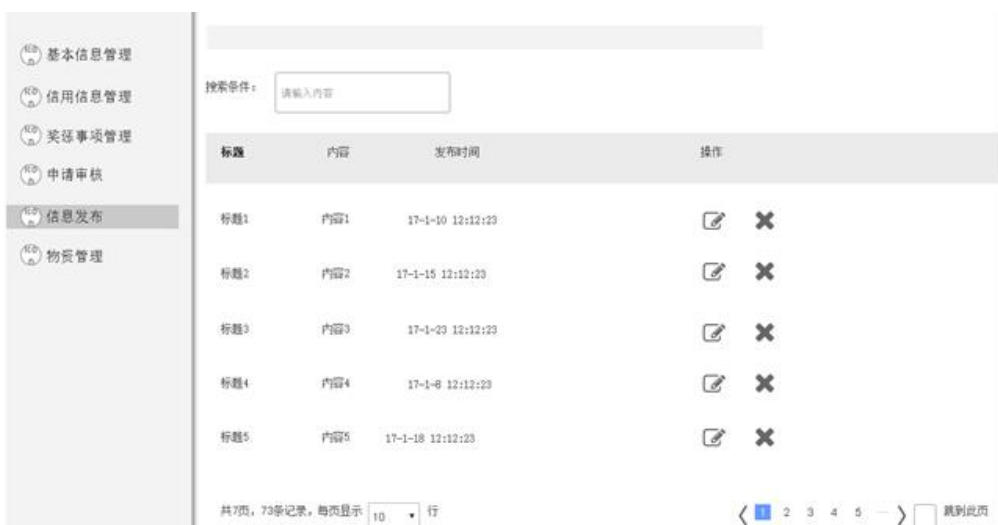 基本信息管理
信用信息管理
奖惩事项管理
申请审核
信息发布
物资管理
搜索条件：
请输入内容
标题 内容 发布时间 操作
标题1 内容1 17-1-10 12:12:23
标题2 内容2 17-1-15 12:12:23
标题3 内容3 17-1-23 12:12:23
标题4 内容4 17-1-8 12:12:23
标题5 内容5 17-1-18 12:12:23
共7页，73条记录，每页显示 10 行
1 2 3 4 5 跳到此页